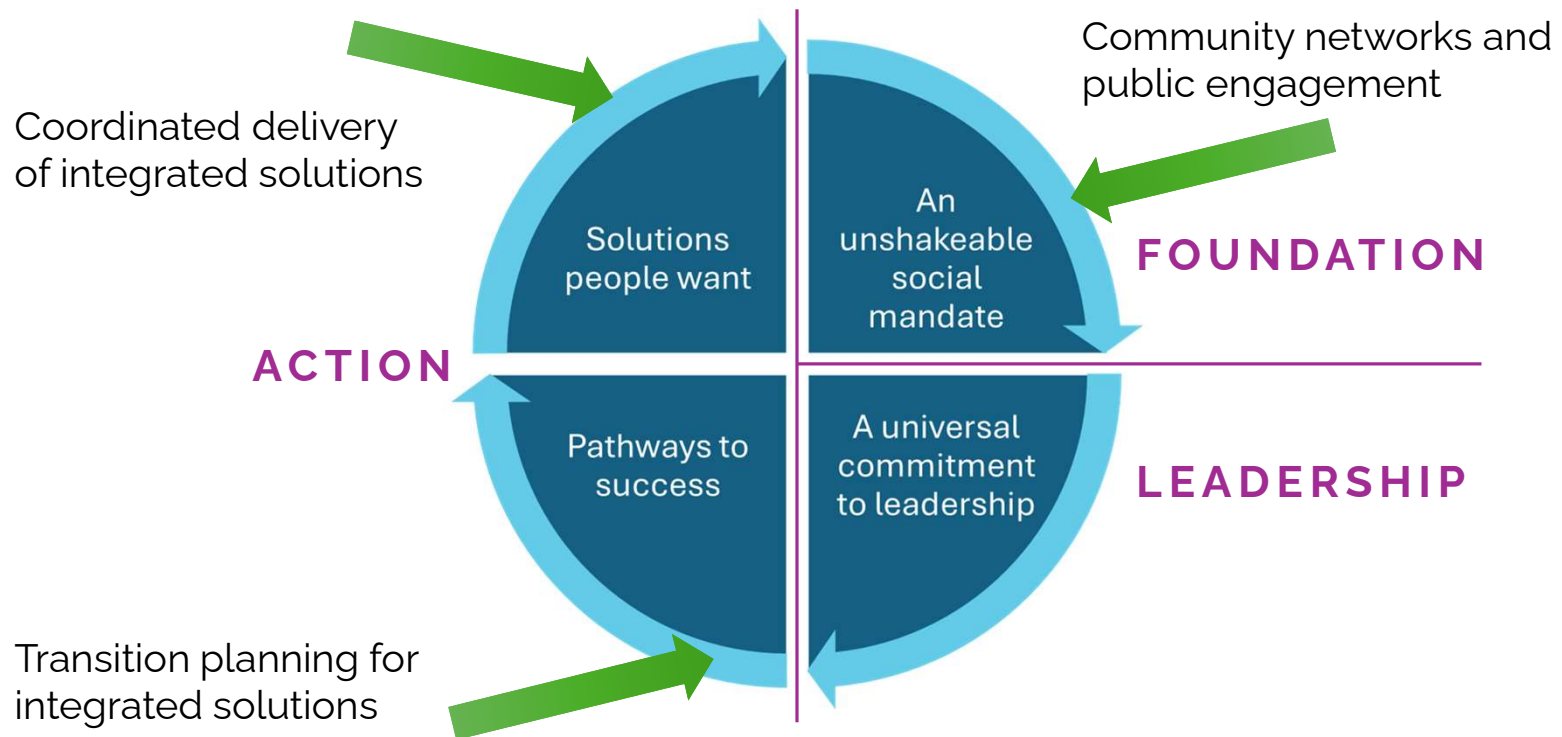 Community networks and
public engagement
Coordinated delivery
of integrated solutions
Solutions
people want
An
unshakeable
social
mandate
FOUNDATION
ACTION
Pathways to
success
A universal
commitment
to leadership
LEADERSHIP
Transition planning for
integrated solutions